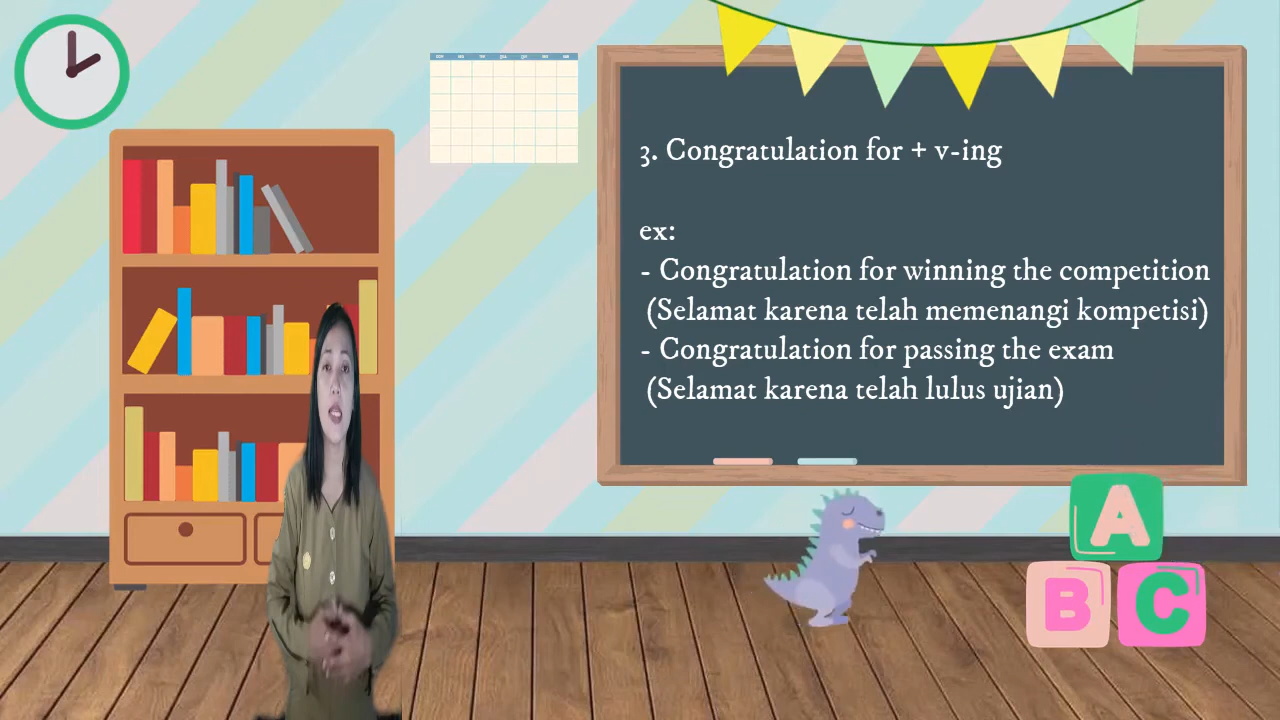 3. Congratulation for + v-ing
ex:
- Congratulation for winning the competition
(Selamat karena telah memenangi kompetisi)
- Congratulation for passing the exam
(Selamat karena telah lulus ujian)
A
B C